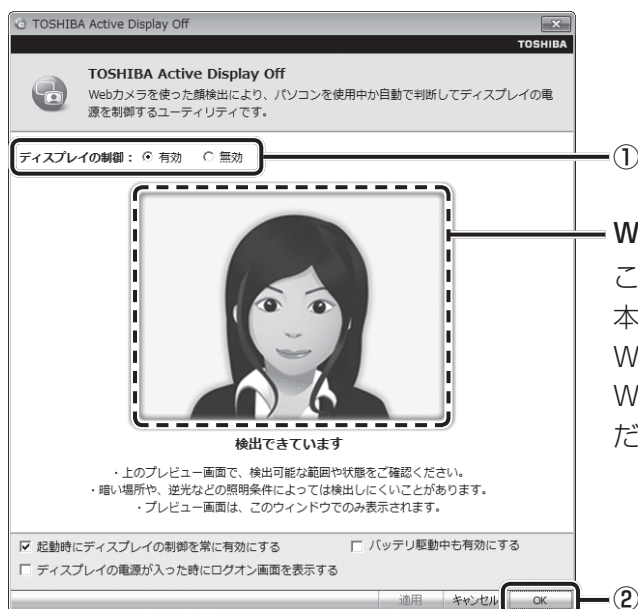 TOSHIBA Active Display Off
TOSHIBA
TOSHIBA Active Display Off
Webカメラを使った顔検出により、パソコンを使用中か自動で判断してディスプレイの電
源を制御するユーティリティです。
ディスプレイの制御： 有効 無効
①
検出できています
・上のプレビュー画面で、検出可能な範囲や状態をご確認ください。
・暗い場所や、逆光などの照明条件によっては検出しにくいことがあります。
・プレビュー画面は、このウィンドウでのみ表示されます。
起動時にディスプレイの制御を常に有効にする
バッテリ駆動中も有効にする
ディスプレイの電源が入った時にログオン画面を表示する
適用 キャンセル OK
②
W
こ
本
W
W
だ